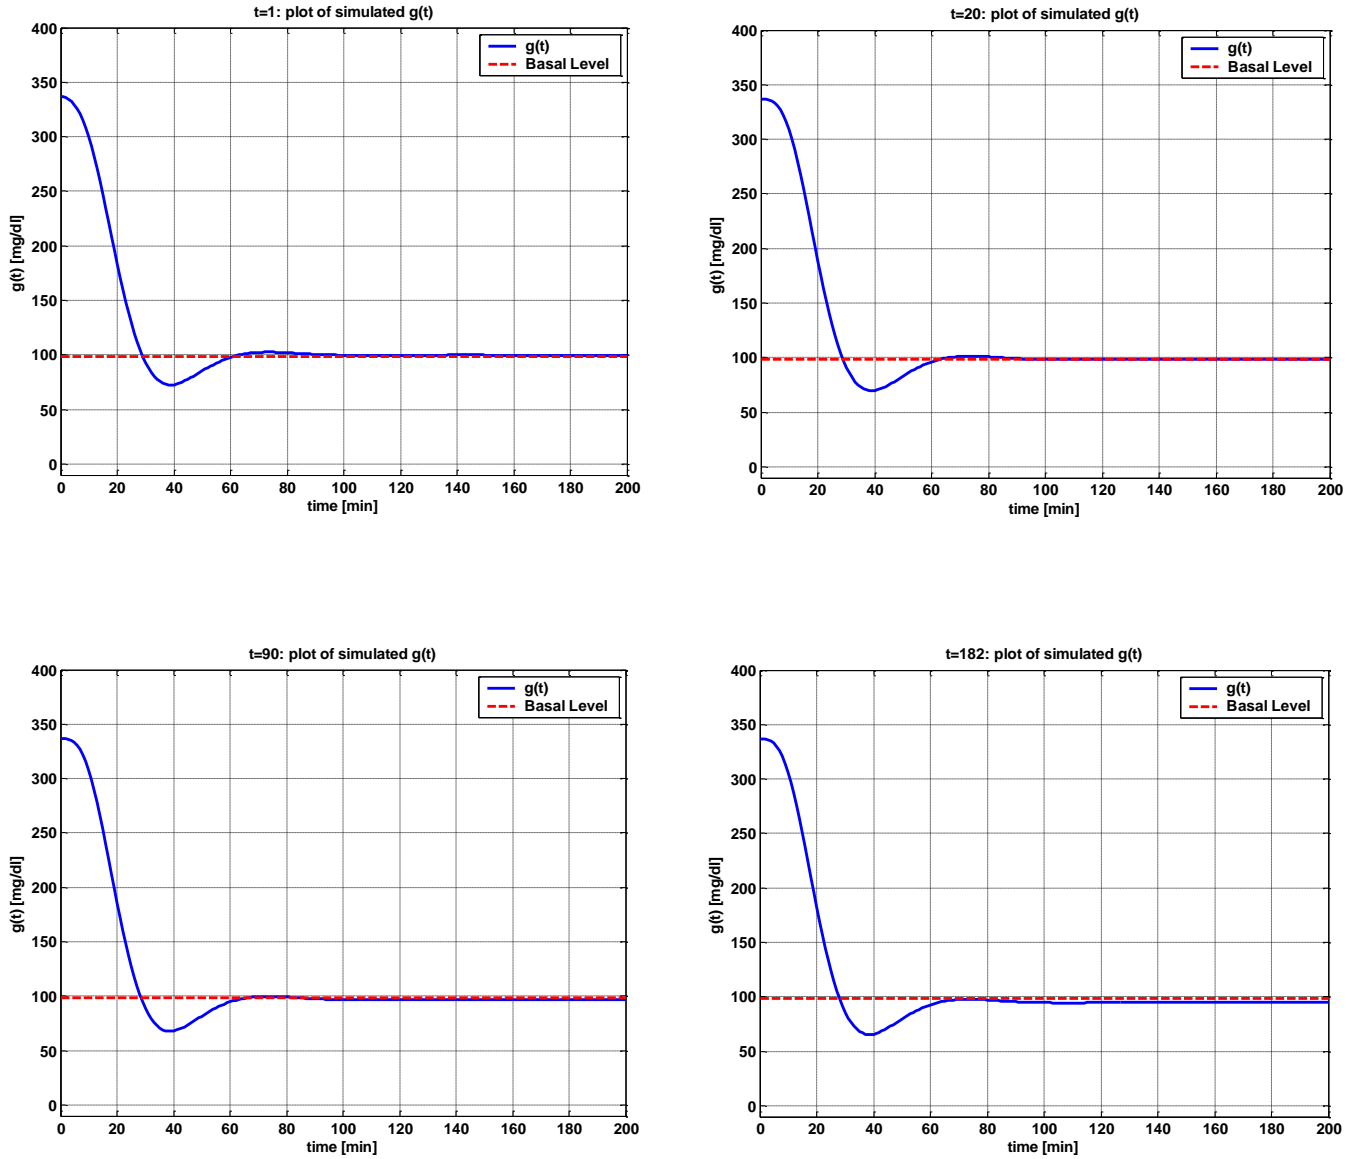 t=1: plot of simulated g(t)
400
350
300
250
200
150
100
50
0
g(t) [mg/dl]
g(t)
Basal Level
0 20 40 60 80 100 120 140 160 180 200
time [min]
t=20: plot of simulated g(t)
400
350
300
250
200
150
100
50
0
g(t) [mg/dl]
g(t)
Basal Level
0 20 40 60 80 100 120 140 160 180 200
time [min]
t=90: plot of simulated g(t)
400
350
300
250
200
150
100
50
0
g(t) [mg/dl]
g(t)
Basal Level
0 20 40 60 80 100 120 140 160 180 200
time [min]
t=182: plot of simulated g(t)
400
350
300
250
200
150
100
50
0
g(t) [mg/dl]
g(t)
Basal Level
0 20 40 60 80 100 120 140 160 180 200
time [min]